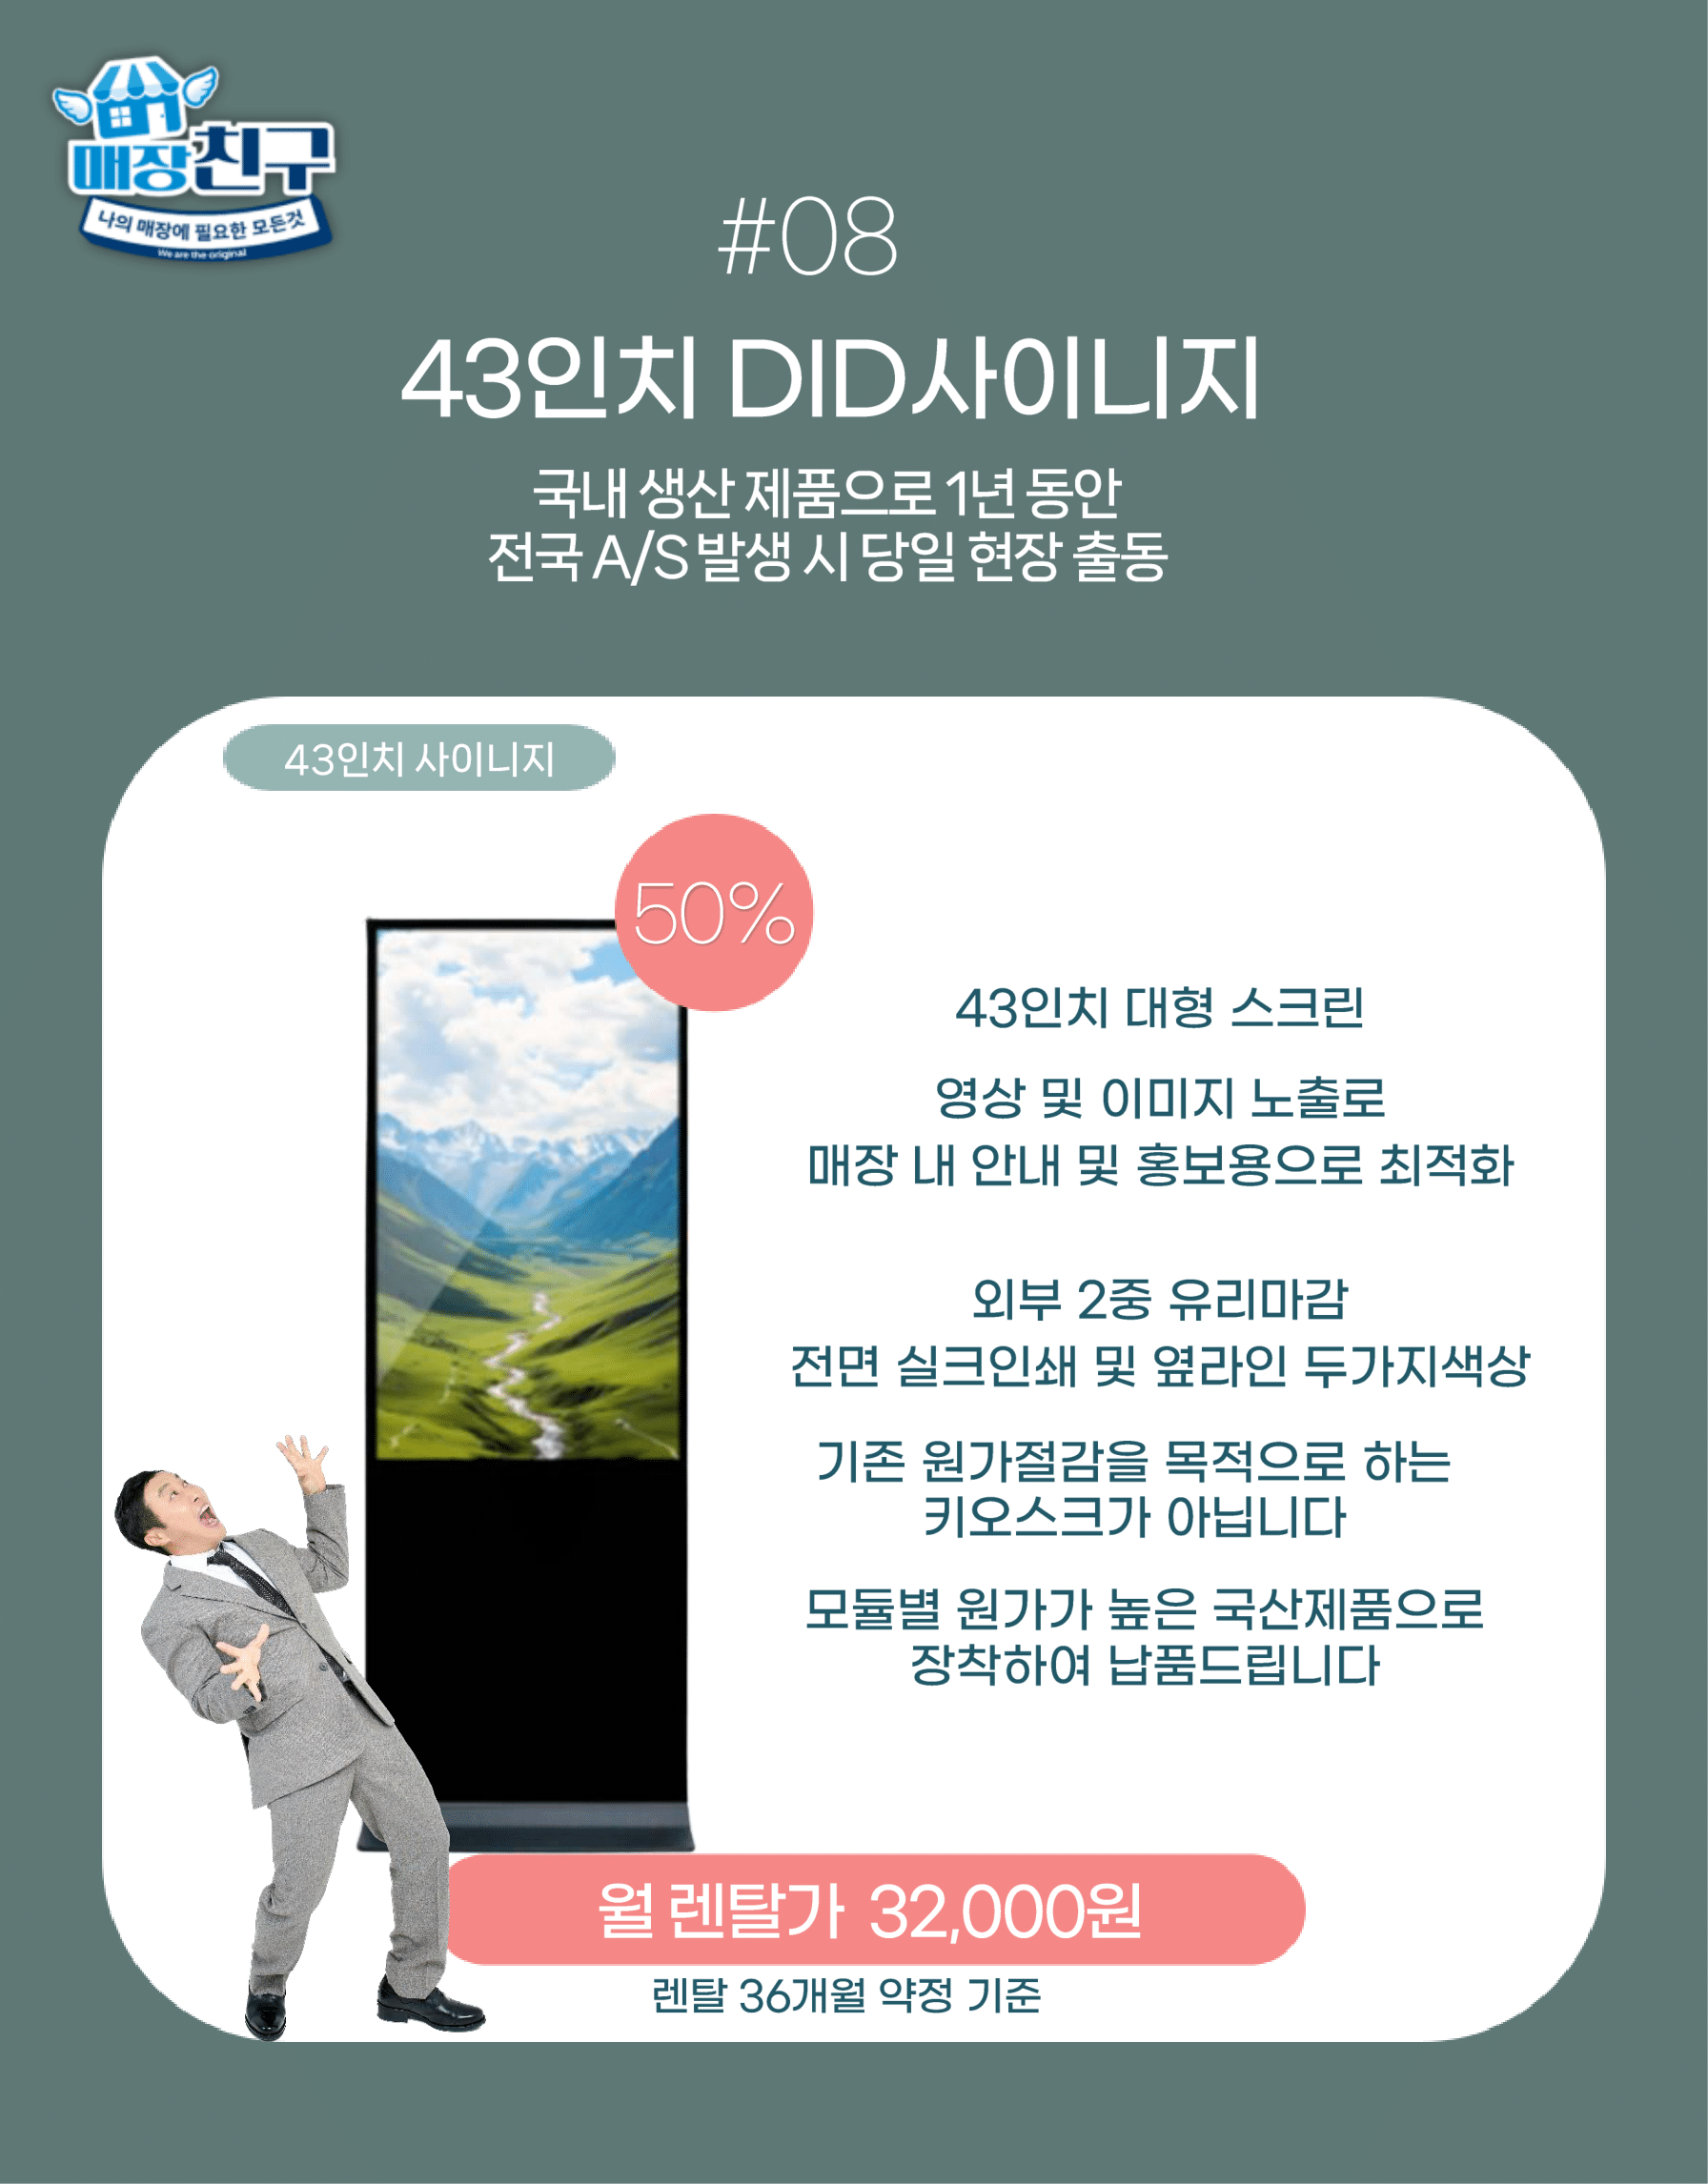 매장친구
나의 매장에 필요한 모든것
We are the original
#08
43인치 DID사이니지
국내 생산 제품으로 1년 동안
전국 A/S 발생 시 당일 현장 출동
43인치 사이니지
50%
43인치 대형 스크린
영상 및 이미지 노출로
매장 내 안내 및 홍보용으로 최적화
외부 2중 유리마감
전면 실크인쇄 및 옆라인 두가지색상
기존 원가절감을 목적으로 하는
키오스크가 아닙니다
모듈별 원가가 높은 국산제품으로
장착하여 납품드립니다
월 렌탈가 32,000원
렌탈 36개월 약정 기준